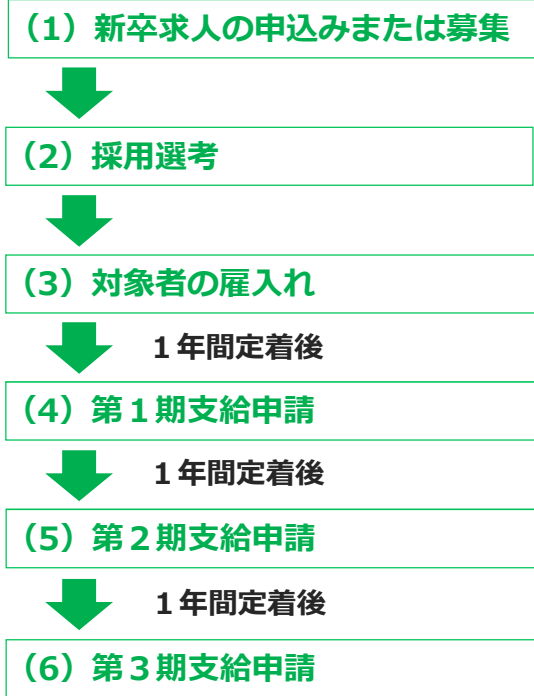 （1）新卒求人の申込みまたは募集
（2）採用選考
（3）対象者の雇入れ
１年間定着後
（4）第１期支給申請
１年間定着後
（5）第２期支給申請
１年間定着後
（6）第３期支給申請